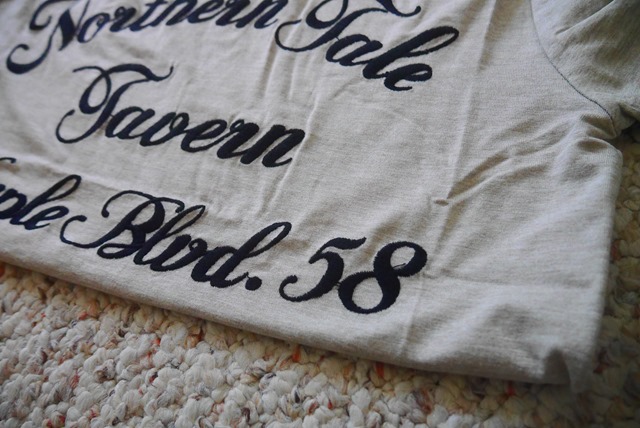 Northern Tale
Tavern
Blvd. 58